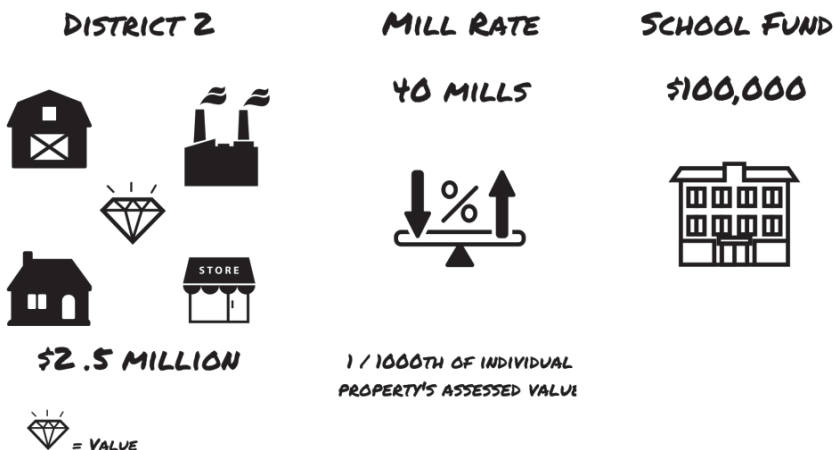 District 2
Mill Rate
School Fund
40 mills
$100,000
%
STORE
$2.5 million
1 / 1000th of individual
property's assessed value
= Value